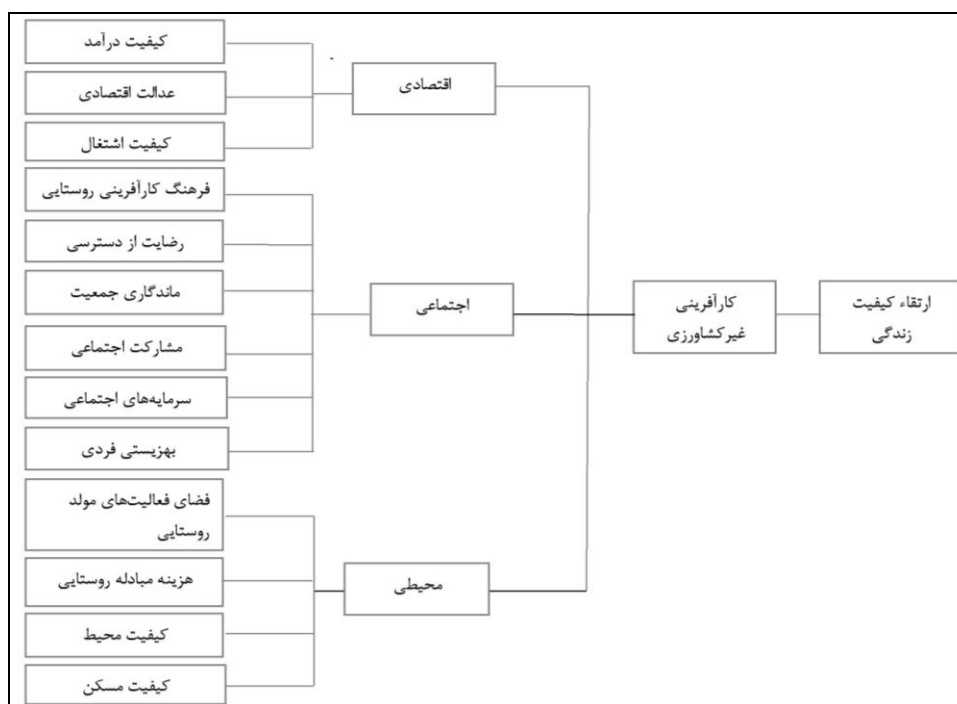 ارتقاء کیفیت
زندگی
کارآفرینی
غیرکشاورزی
اقتصادی
کیفیت درآمد
عدالت اقتصادی
کیفیت اشتغال
اجتماعی
فرهنگ کارآفرینی روستایی
رضایت از دسترسی
ماندگاری جمعیت
مشارکت اجتماعی
سرمایه‌های اجتماعی
بهزیستی فردی
محیطی
فضای فعالیت‌های مولد
روستایی
هزینه مبادله روستایی
کیفیت محیط
کیفیت مسکن